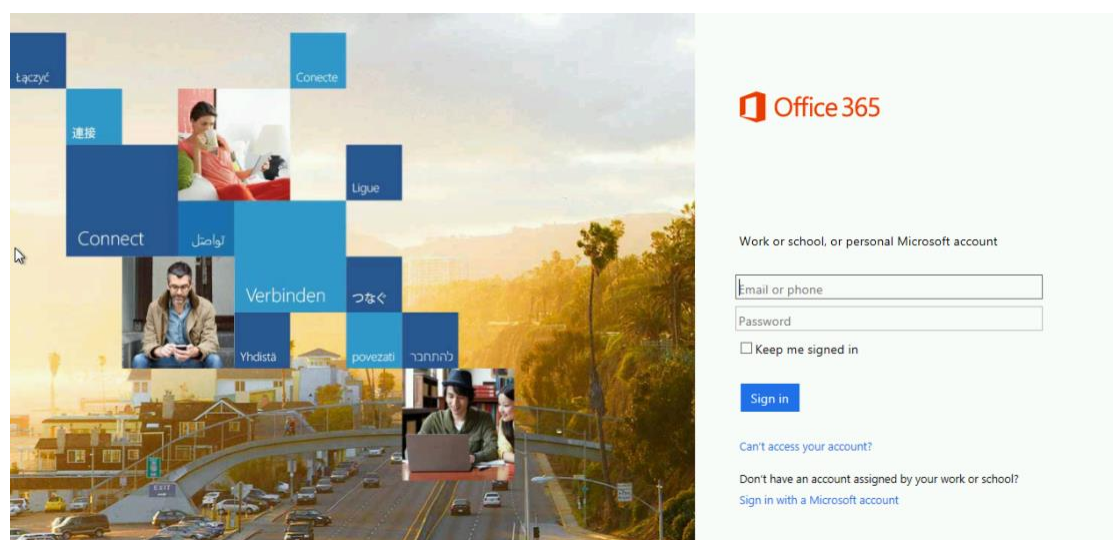 Łączyć
Conecte
連接
Ligue
Connect
تواصَل
Verbinden
つなぐ
Yhdistä
povezati
להתחבר
EXIT
Office 365
Work or school, or personal Microsoft account
Email or phone
Password
Keep me signed in
Sign in
Can't access your account?
Don't have an account assigned by your work or school?
Sign in with a Microsoft account